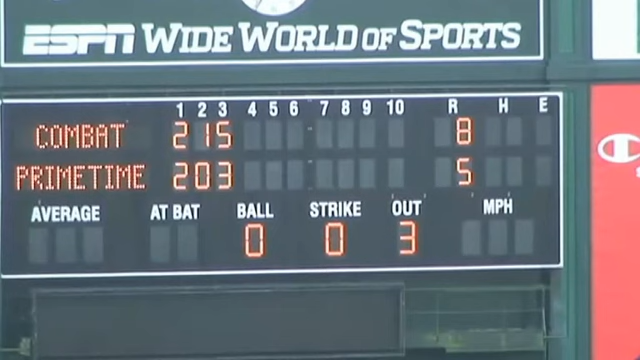 ESPN WIDE WORLD OF SPORTS
1 2 3 4 5 6 7 8 9 10 R H E
COMBAT 2 1 5 8
PRIMETIME 2 0 3 5
AVERAGE AT BAT BALL STRIKE OUT MPH
0 0 3